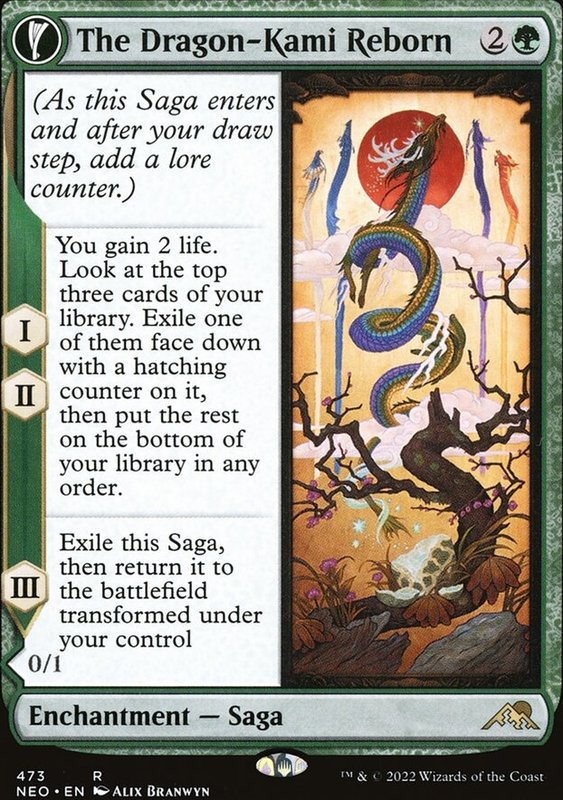 The Dragon-Kami Reborn 2
(As this Saga enters
and after your draw
step, add a lore
counter.)
You gain 2 life.
Look at the top
three cards of your
library. Exile one
I
of them face down
II
with a hatching
counter on it,
then put the rest
on the bottom of
your library in any
order.
Exile this Saga,
then return it to
III
the battlefield
transformed under
your control
0/1
Enchantment — Saga
473 R
NEO • EN ALIX BRANWYN
™ & © 2022 Wizards of the Coast